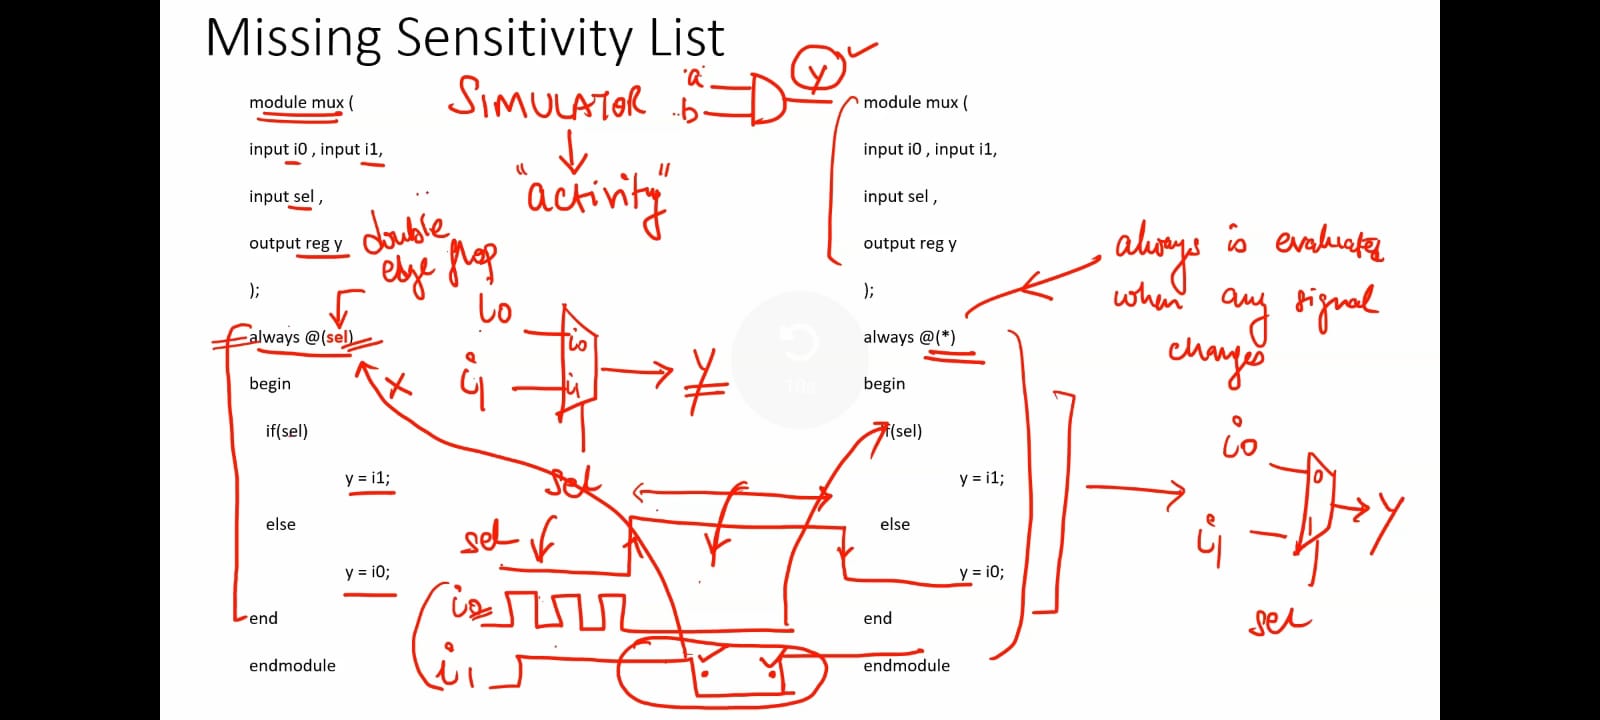 Missing Sensitivity List
SIMULATOR
"activity"
a
b
y
module mux (
input i0 , input i1,
input sel ,
output reg y
);
always @(sel)
begin
if(sel)
y = i1;
else
y = i0;
end
endmodule
double
edge flop
i0
i1
i0
i1
sel
y
sel
i0
i1
module mux (
input i0 , input i1,
input sel ,
output reg y
);
always @(*)
begin
if(sel)
y = i1;
else
y = i0;
end
endmodule
always is evaluated
when any signal
changes
i0
i1
0
1
sel
y
10s